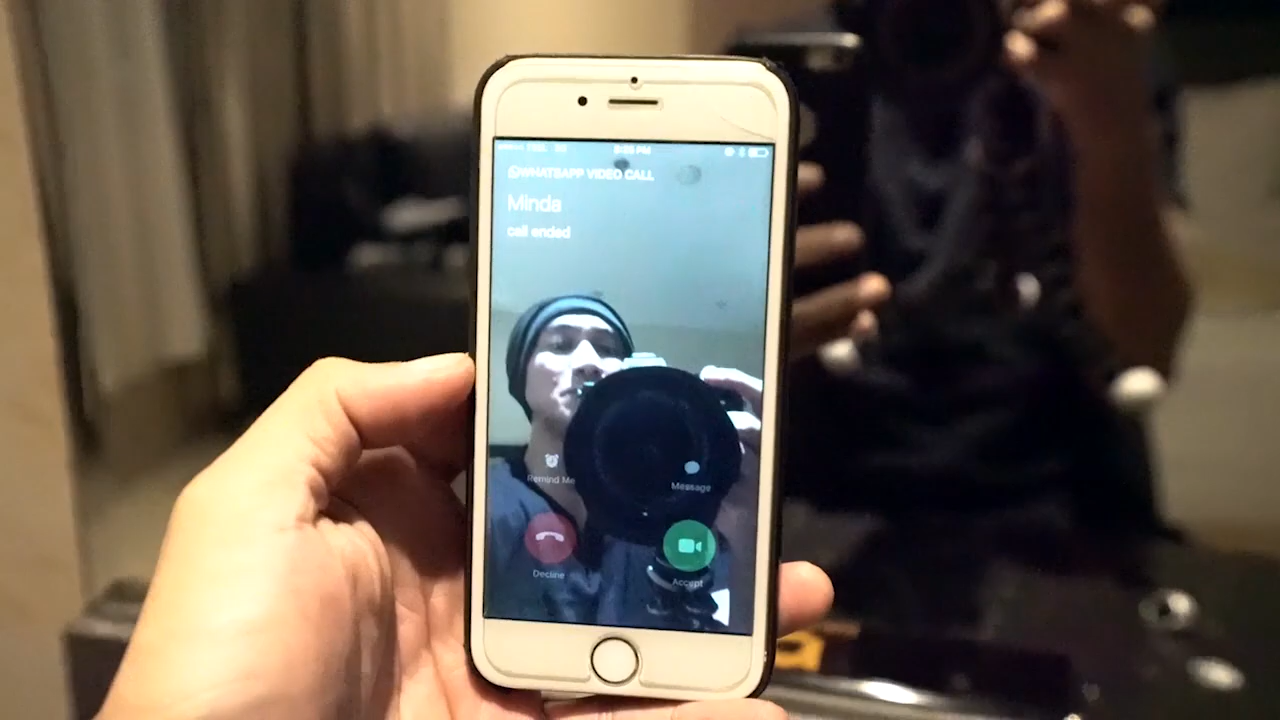 WHATSAPP VIDEO CALL
Minda
call ended
Remind Me
Message
Decline
Accept